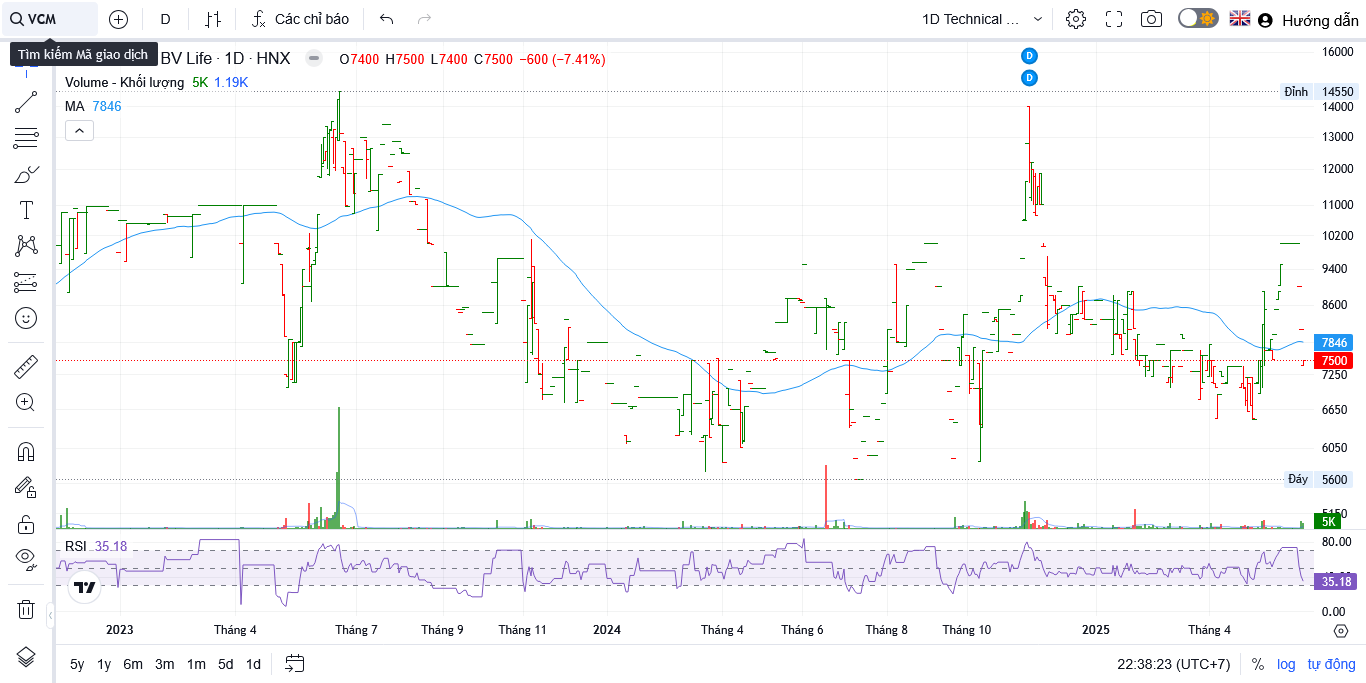 VCM
D
Các chỉ báo
1D Technical ...
Hướng dẫn
Tìm kiếm Mã giao dịch
BV Life · 1D · HNX O7400 H7500 L7400 C7500 −600 (−7.41%)
Volume - Khối lượng 5K 1.19K
MA 7846
D
D
16000
Đỉnh 14550
14000
13000
12000
11000
10200
9400
8600
7846
7500
7250
6650
6050
Đáy 5600
5150
5K
RSI 35.18
80.00
35.18
0.00
2023 Tháng 4 Tháng 7 Tháng 9 Tháng 11 2024 Tháng 4 Tháng 6 Tháng 8 Tháng 10 2025 Tháng 4
5y 1y 6m 3m 1m 5d 1d
22:38:23 (UTC+7) % log tự động